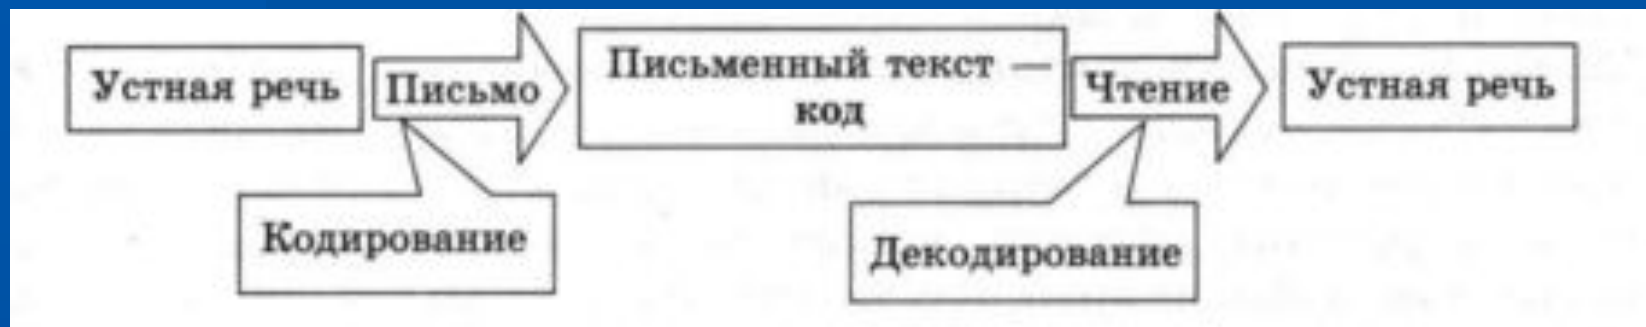 Устная речь
Письмо
Письменный текст —
код
Чтение
Устная речь
Кодирование
Декодирование